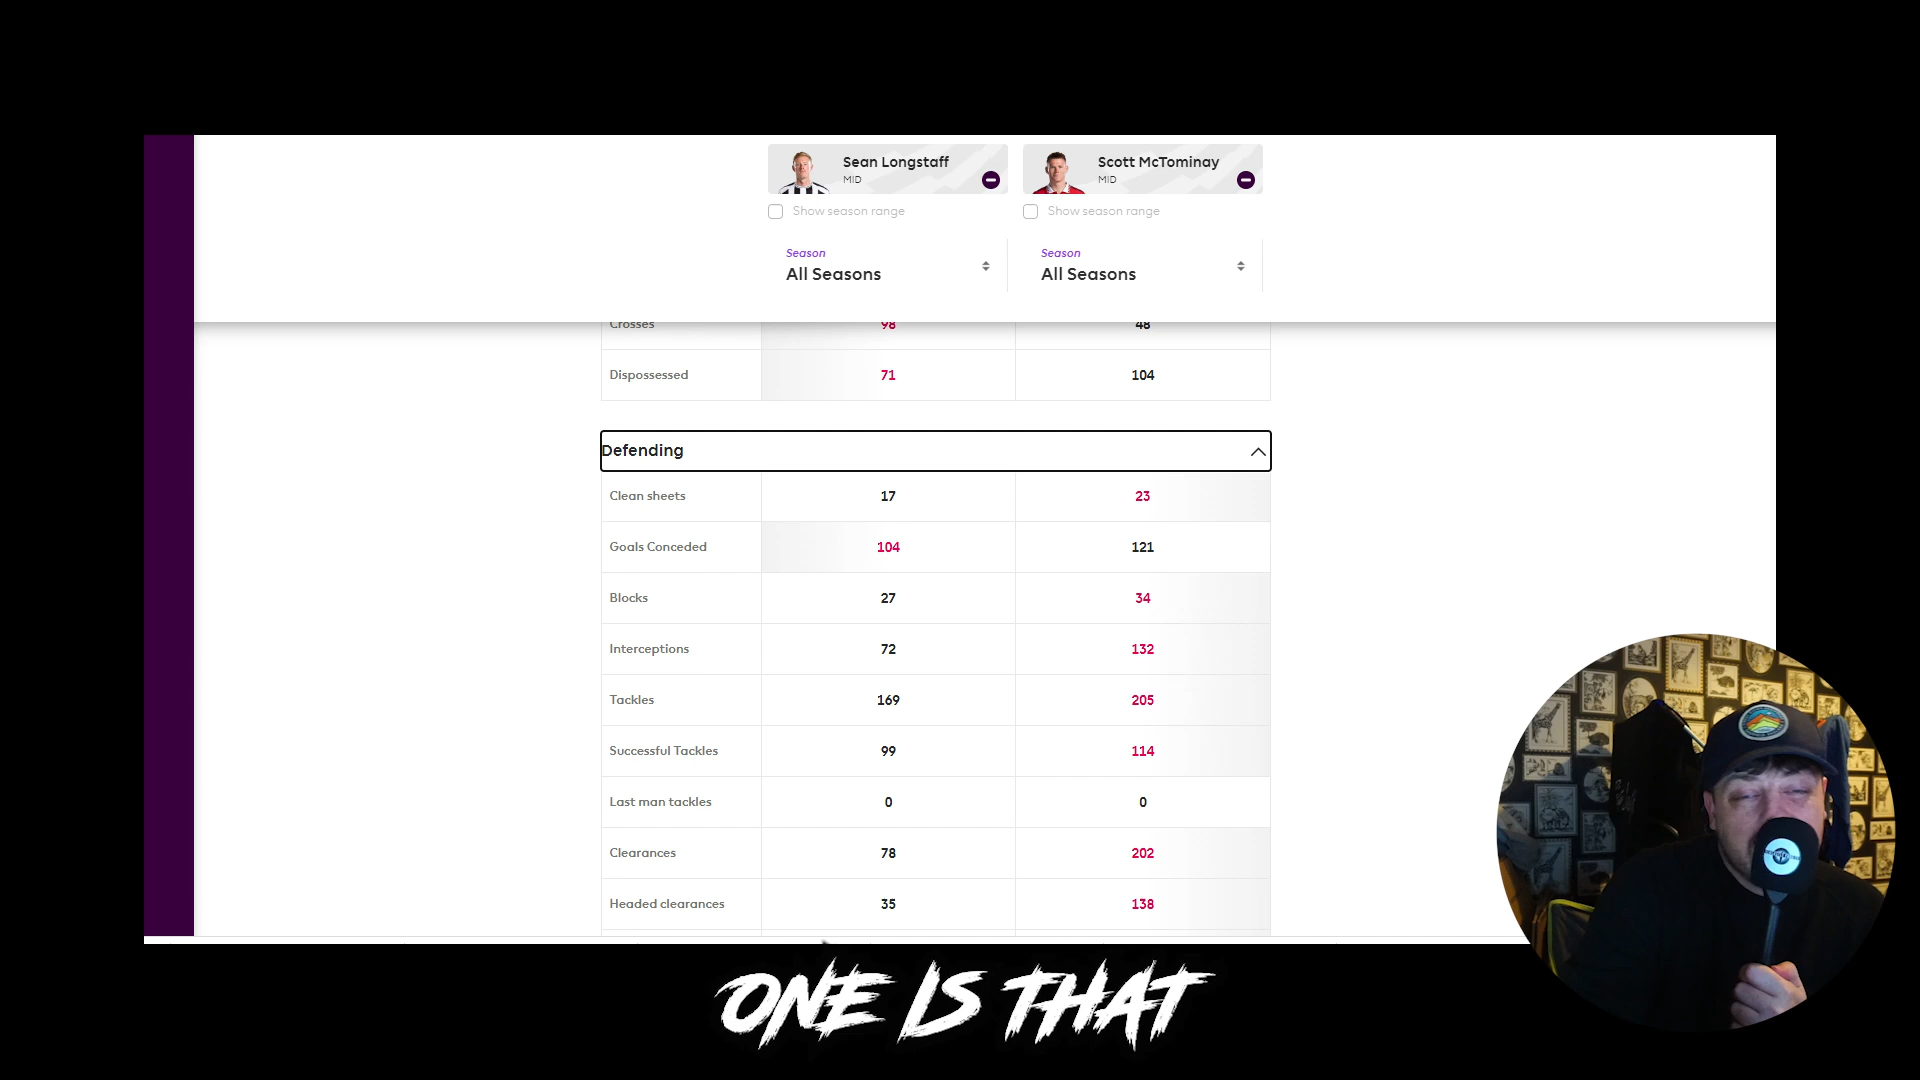 Sean Longstaff
MID
Scott McTominay
MID
Show season range
Show season range
Season
All Seasons
Season
All Seasons
Crosses 98 48
Dispossessed 71 104
Defending
Clean sheets 17 23
Goals Conceded 104 121
Blocks 27 34
Interceptions 72 132
Tackles 169 205
Successful Tackles 99 114
Last man tackles 0 0
Clearances 78 202
Headed clearances 35 138
ONE IS THAT